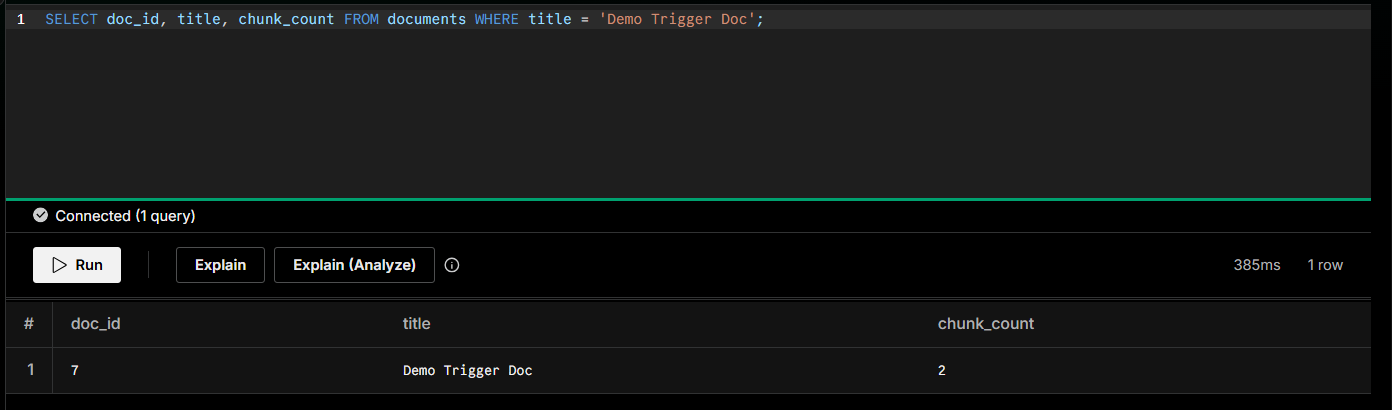 1 SELECT doc_id, title, chunk_count FROM documents WHERE title = 'Demo Trigger Doc';
Connected (1 query)
Run Explain Explain (Analyze) 385ms 1 row
# doc_id title chunk_count
1 7 Demo Trigger Doc 2